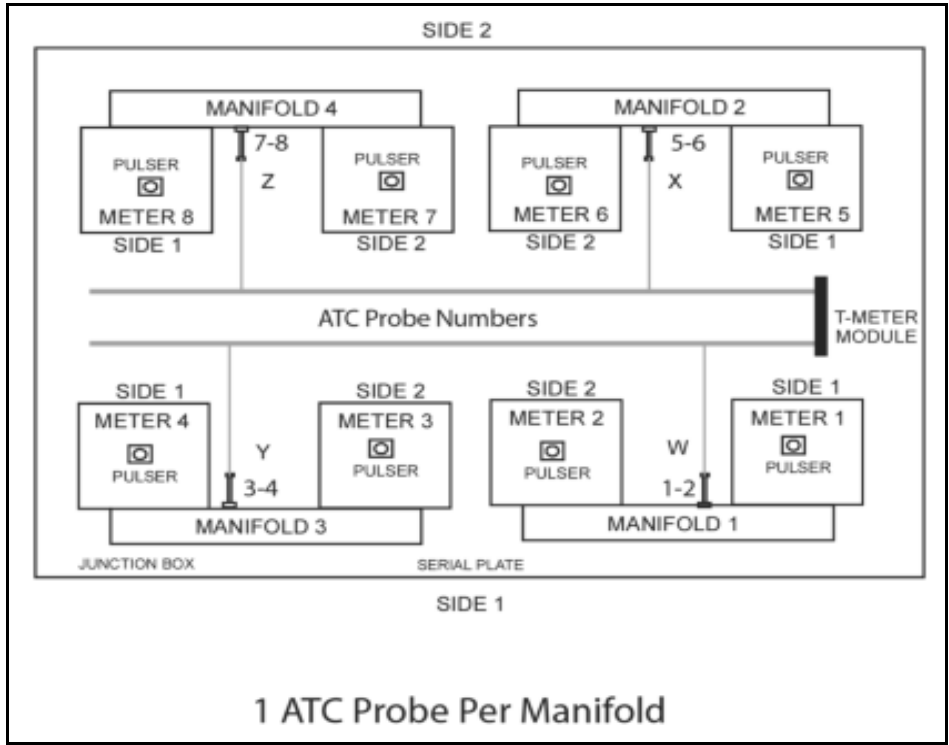 SIDE 2
MANIFOLD 4
MANIFOLD 2
7-8
5-6
PULSER
PULSER
PULSER
PULSER
Z
X
METER 8
METER 7
METER 6
METER 5
SIDE 1
SIDE 2
SIDE 2
SIDE 1
ATC Probe Numbers
T-METER
MODULE
SIDE 1
SIDE 2
SIDE 2
SIDE 1
METER 4
METER 3
METER 2
METER 1
Y
W
PULSER
PULSER
PULSER
PULSER
3-4
1-2
MANIFOLD 3
MANIFOLD 1
JUNCTION BOX
SERIAL PLATE
SIDE 1
1 ATC Probe Per Manifold